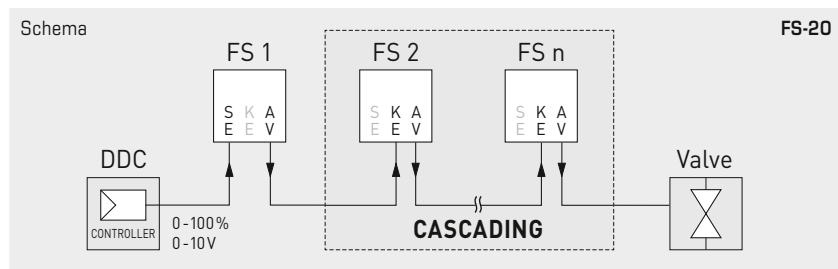 Schema
FS-20
FS 1
FS 2
FS n
S K A
E E V
S K A
E E V
S K A
E E V
DDC
CONTROLLER
0-100%
0-10V
CASCADING
Valve